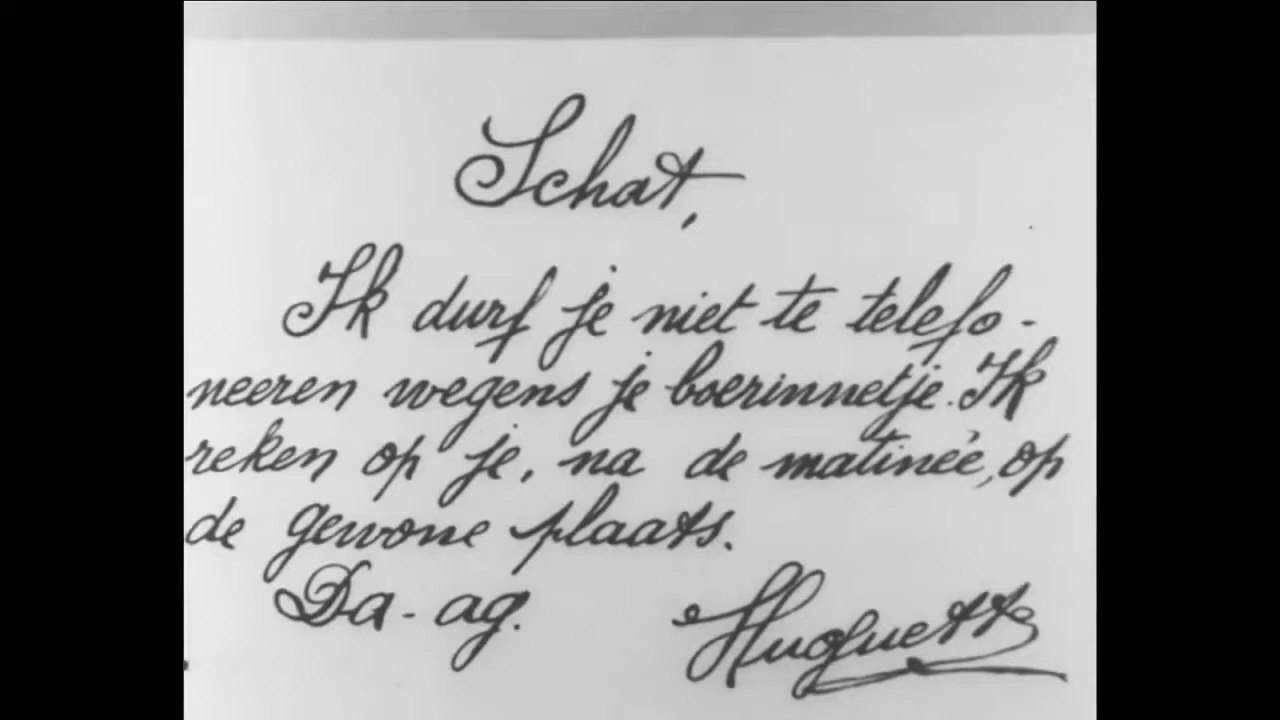 Schat,
Ik durf je niet te telefo-
neeren wegens je boerinnetje. Ik
reken op je, na de matinée, op
de gewone plaats.
Da-ag.
Huguette